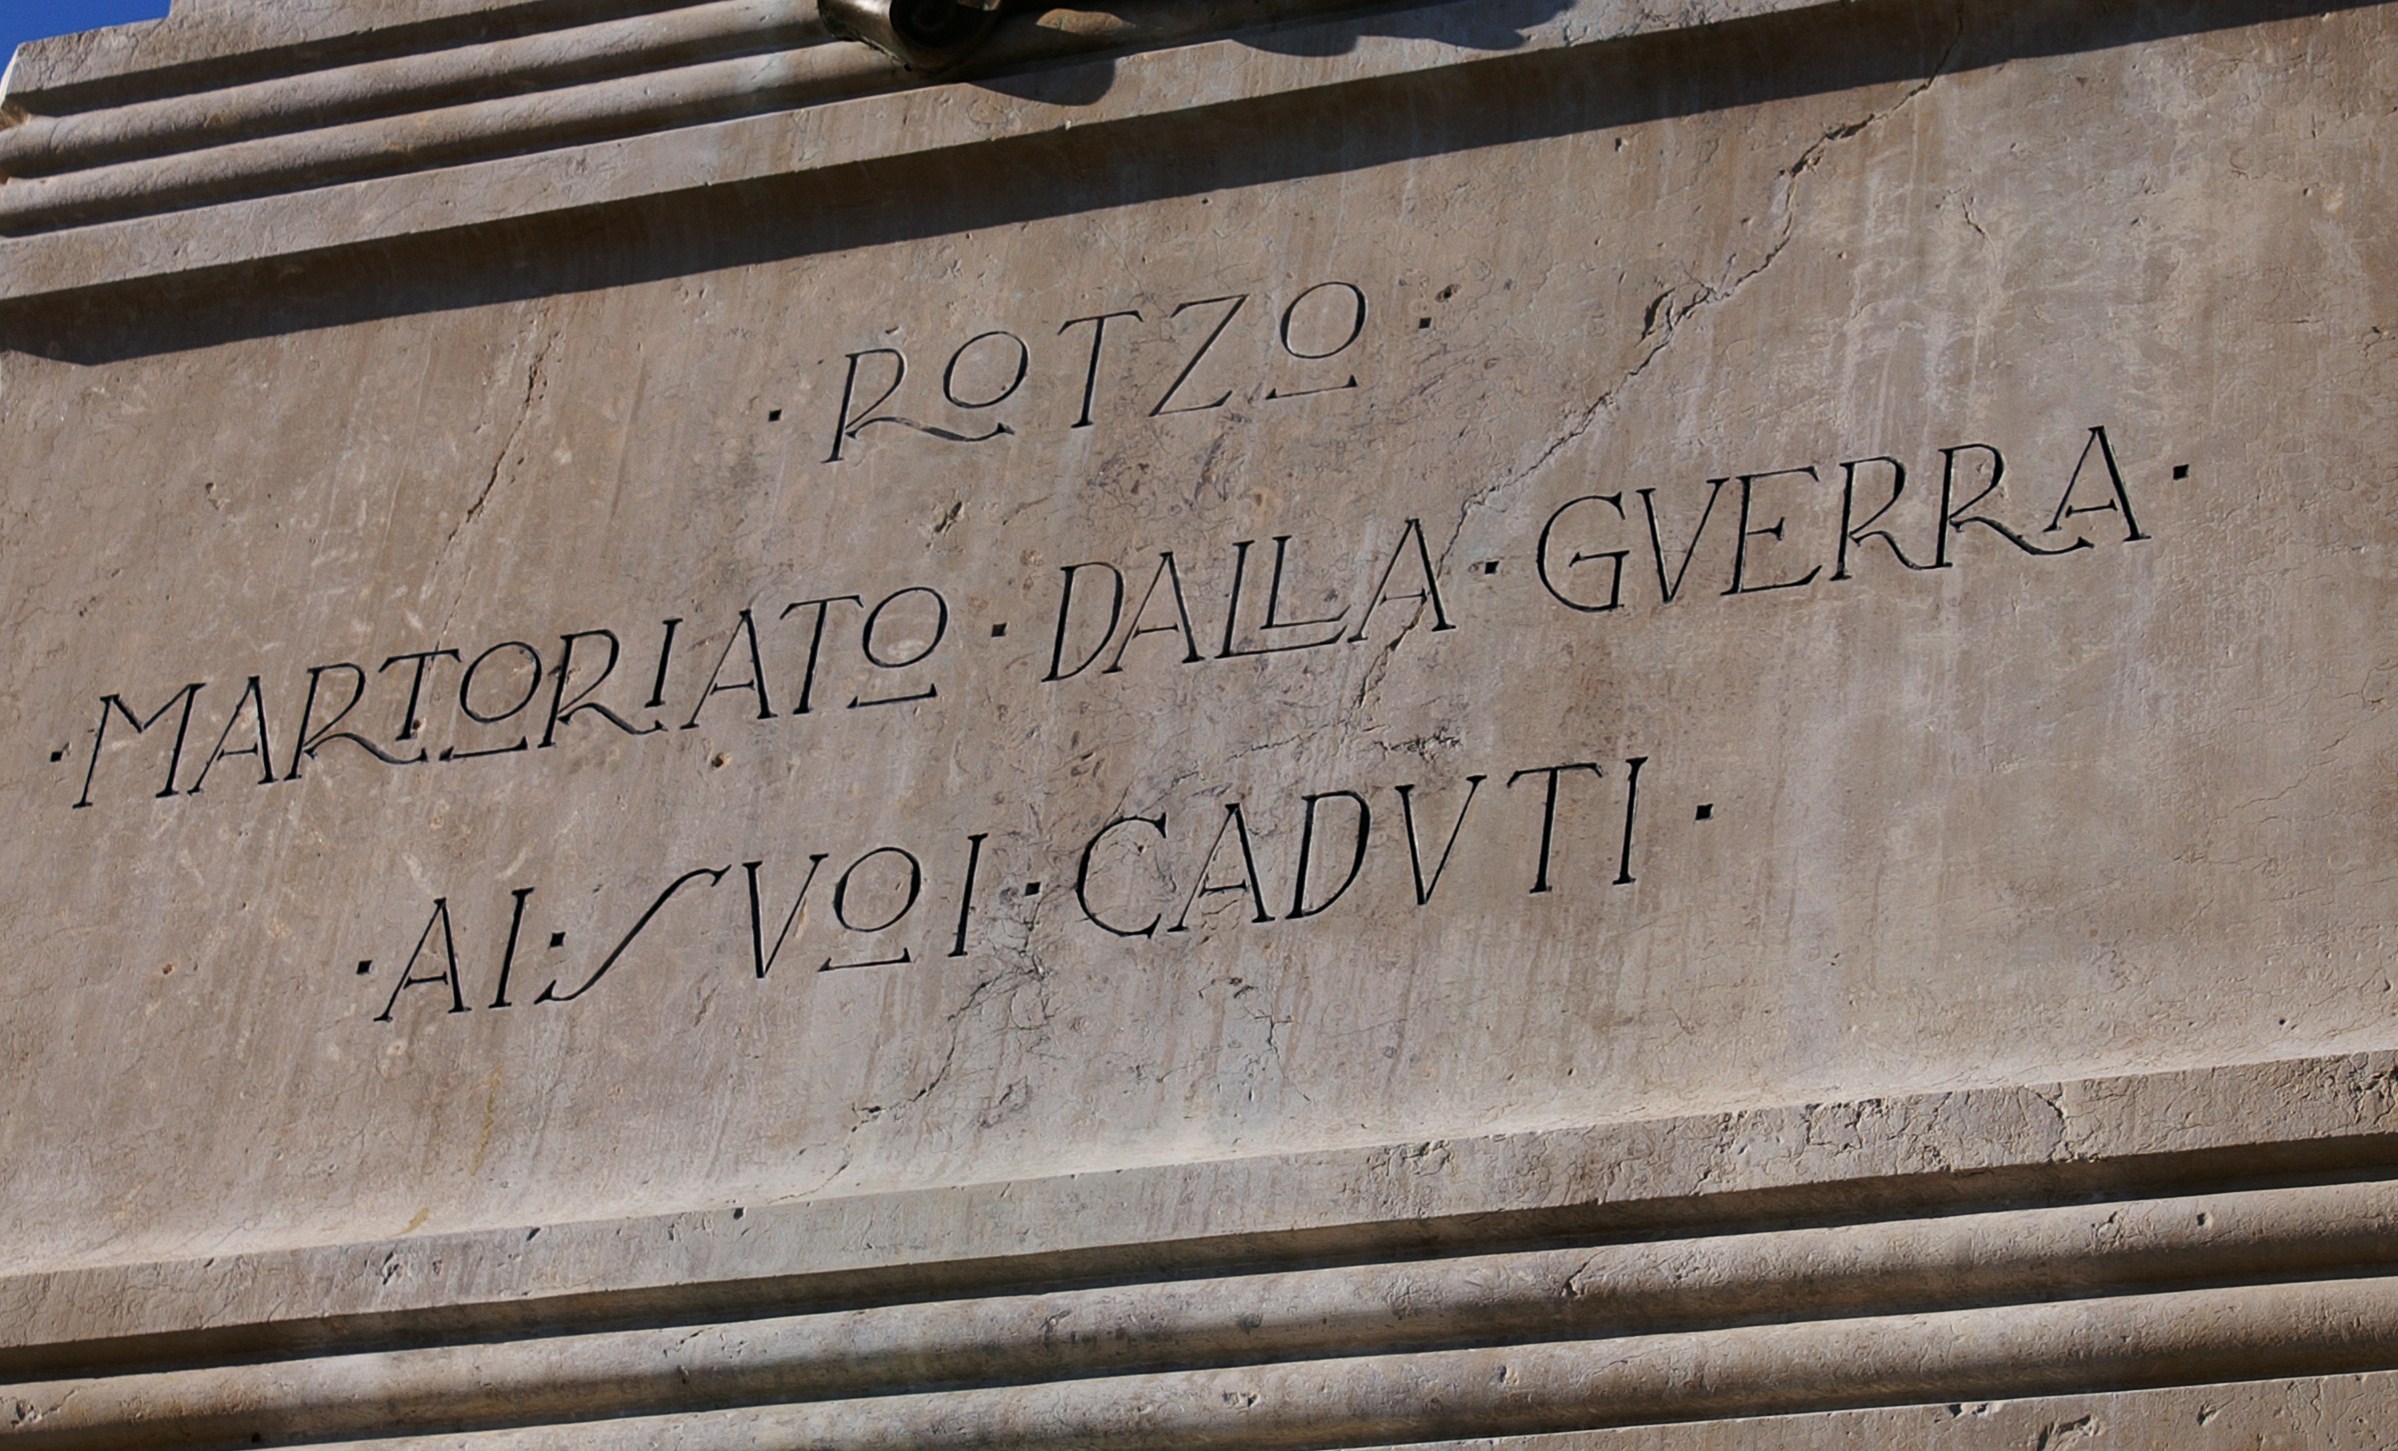 · ROTZO ·
· MARTORIATO · DALLA · GVERRA ·
· AI · SVOI · CADVTI ·